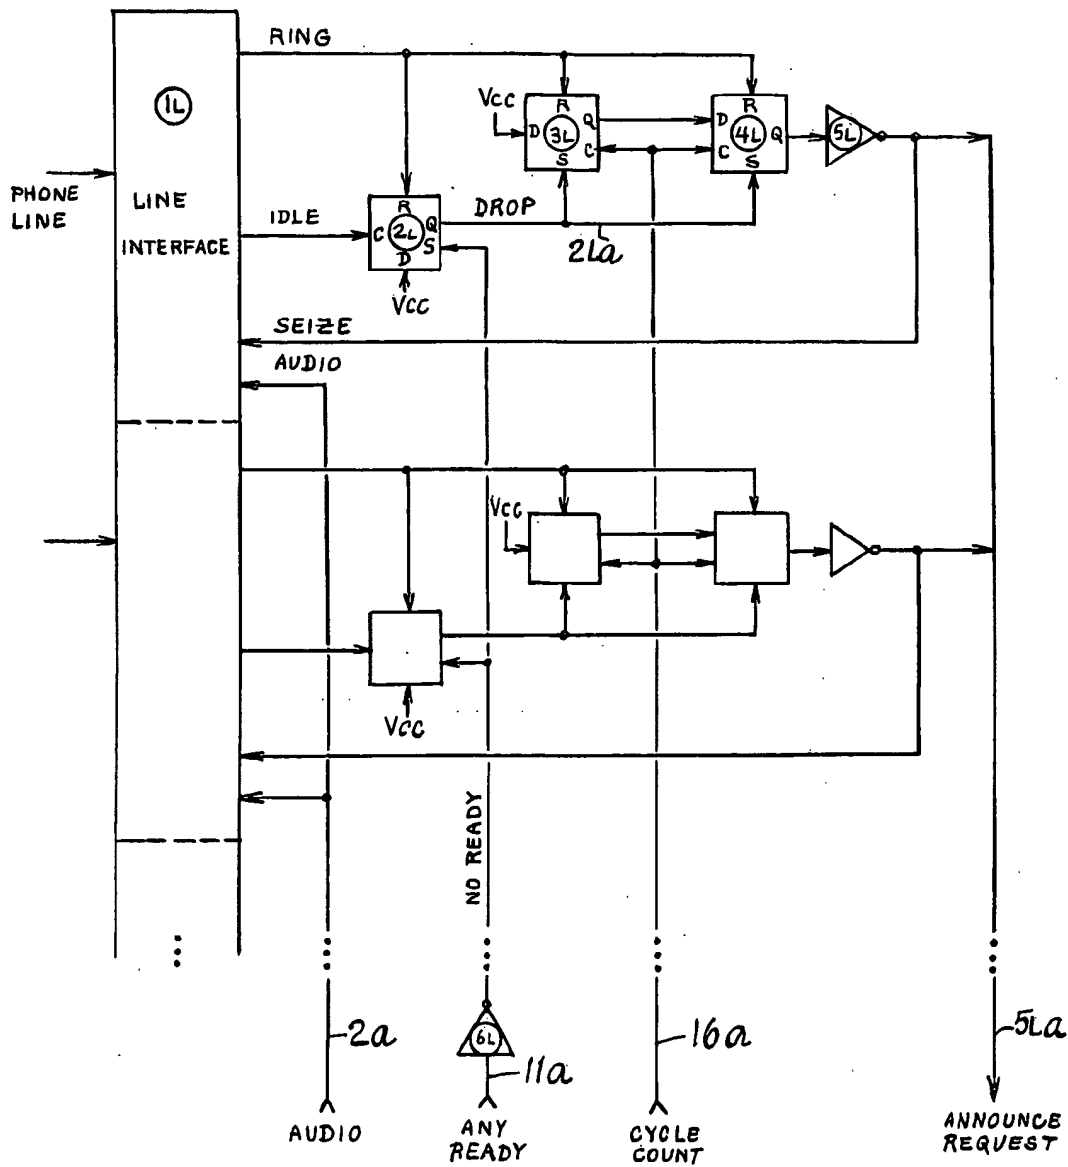 RING
1L
Vcc
R
D
3L
Q
C
S
R
D
4L
Q
C
S
5L
PHONE
LINE
LINE
INTERFACE
IDLE
R
C
2L
Q
S
D
Vcc
DROP
2La
SEIZE
AUDIO
Vcc
Vcc
NO READY
6L
2a
11a
16a
5La
AUDIO
ANY
READY
CYCLE
COUNT
ANNOUNCE
REQUEST